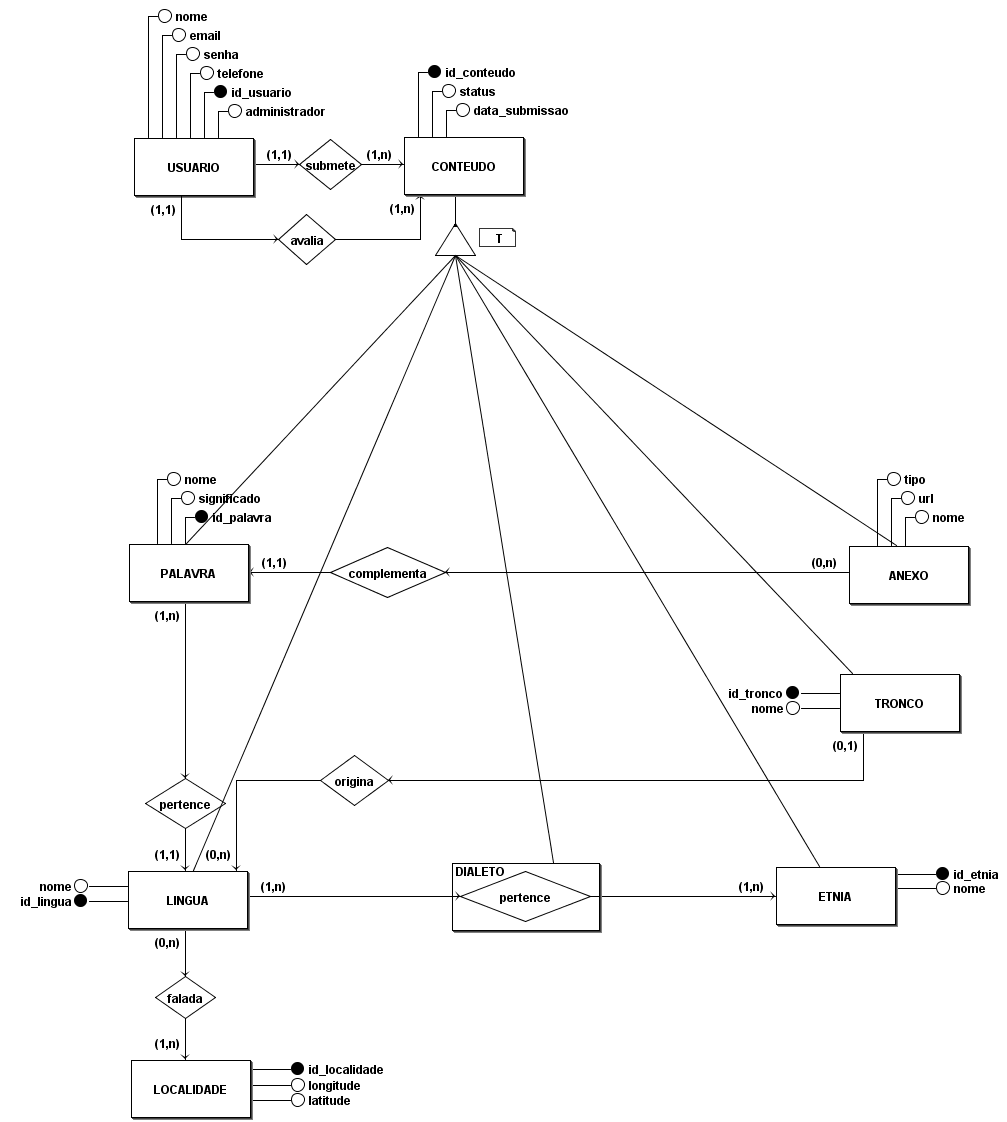 nome
email
senha
telefone
id_usuario
administrador
id_conteudo
status
data_submissao
USUARIO
(1,1)
submete
(1,n)
CONTEUDO
(1,1)
avalia
(1,n)
T
nome
significado
id_palavra
tipo
url
nome
PALAVRA
(1,1)
complementa
(0,n)
ANEXO
(1,n)
id_tronco
nome
TRONCO
(0,1)
origina
pertence
(1,1)
(0,n)
nome
id_lingua
LINGUA
(1,n)
DIALETO
pertence
(1,n)
ETNIA
id_etnia
nome
(0,n)
falada
(1,n)
LOCALIDADE
id_localidade
longitude
latitude